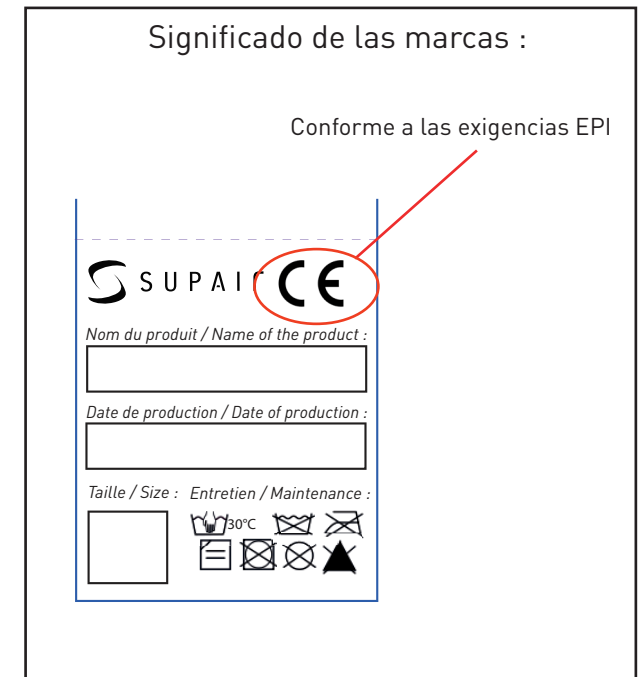 Significado de las marcas :
Conforme a las exigencias EPI
SUPAIR CE
Nom du produit / Name of the product :
Date de production / Date of production :
Taille / Size : Entretien / Maintenance :
30°C